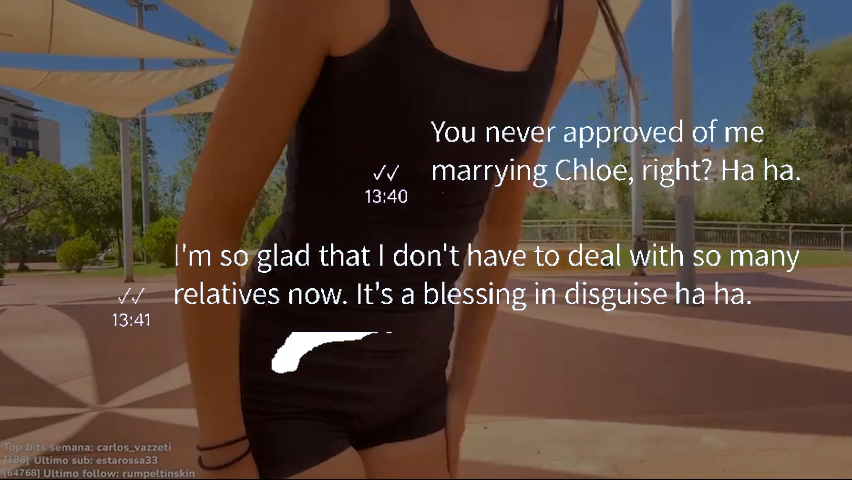 You never approved of me
marrying Chloe, right? Ha ha.
13:40
I'm so glad that I don't have to deal with so many
relatives now. It's a blessing in disguise ha ha.
13:41
Top bits semana: carlos_vazzeti
[186] Ultimo sub: estarossa33
[64768] Ultimo follow: rumpeltinskin